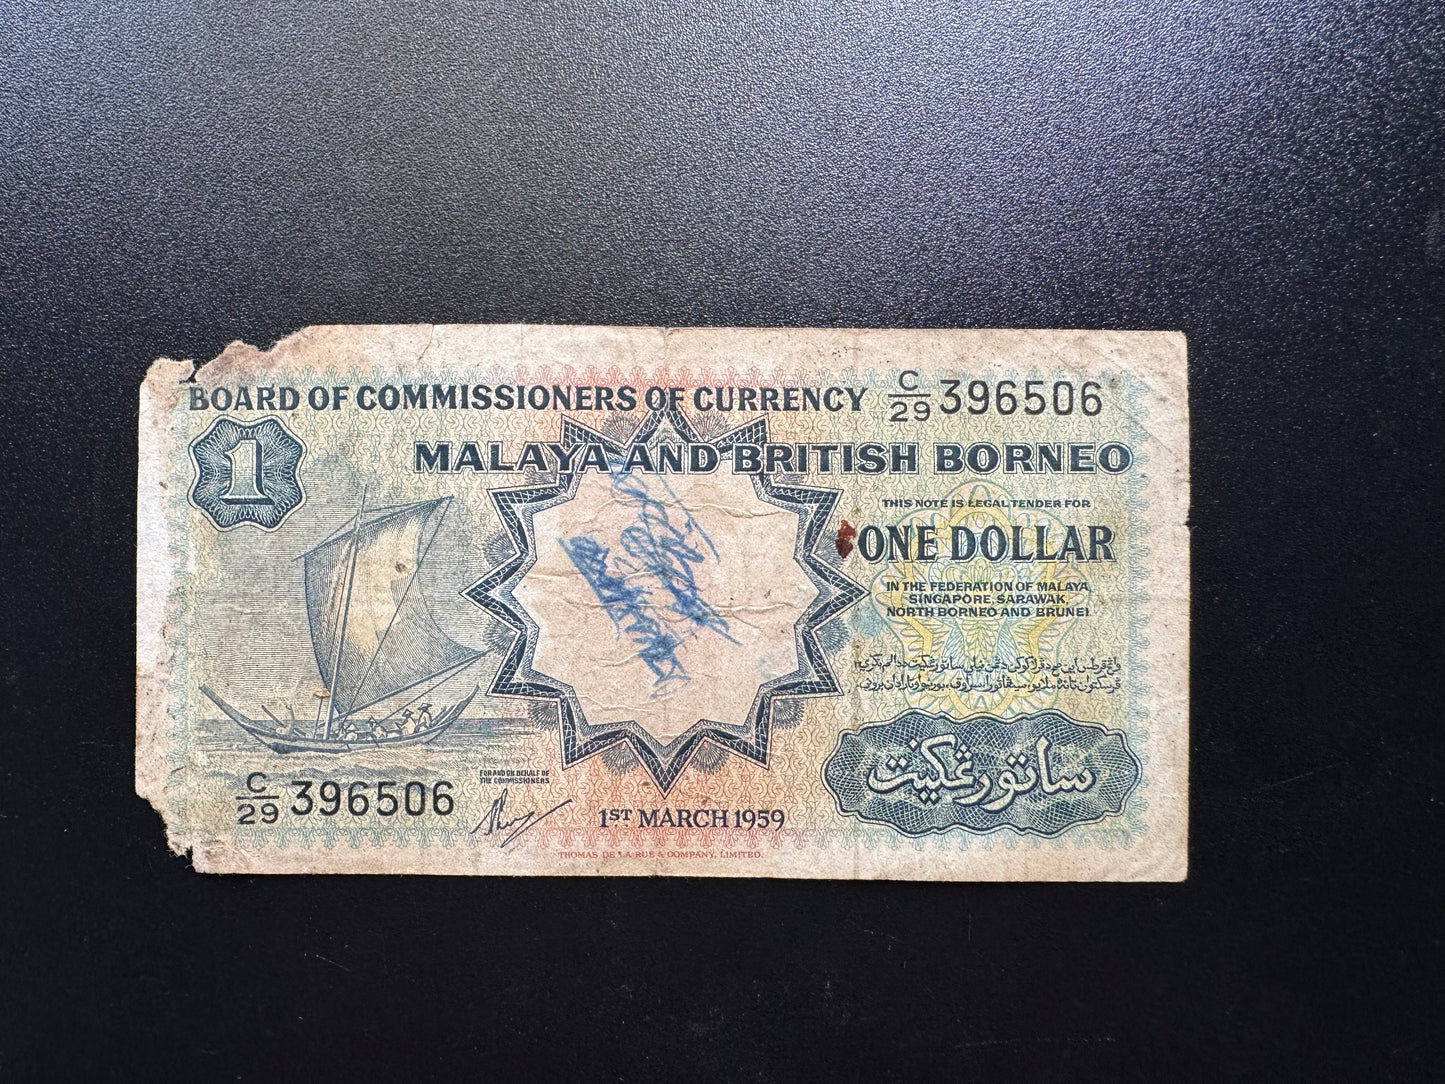 BOARD OF COMMISSIONERS OF CURRENCY
C/29 396506
1
MALAYA AND BRITISH BORNEO
THIS NOTE IS LEGAL TENDER FOR
ONE DOLLAR
IN THE FEDERATION OF MALAYA,
SINGAPORE, SARAWAK,
NORTH BORNEO AND BRUNEI.
ساتو رڠݢيت
C/29 396506
FOR AND ON BEHALF OF
THE COMMISSIONERS
1ST MARCH 1959
THOMAS DE LA RUE & COMPANY, LIMITED.